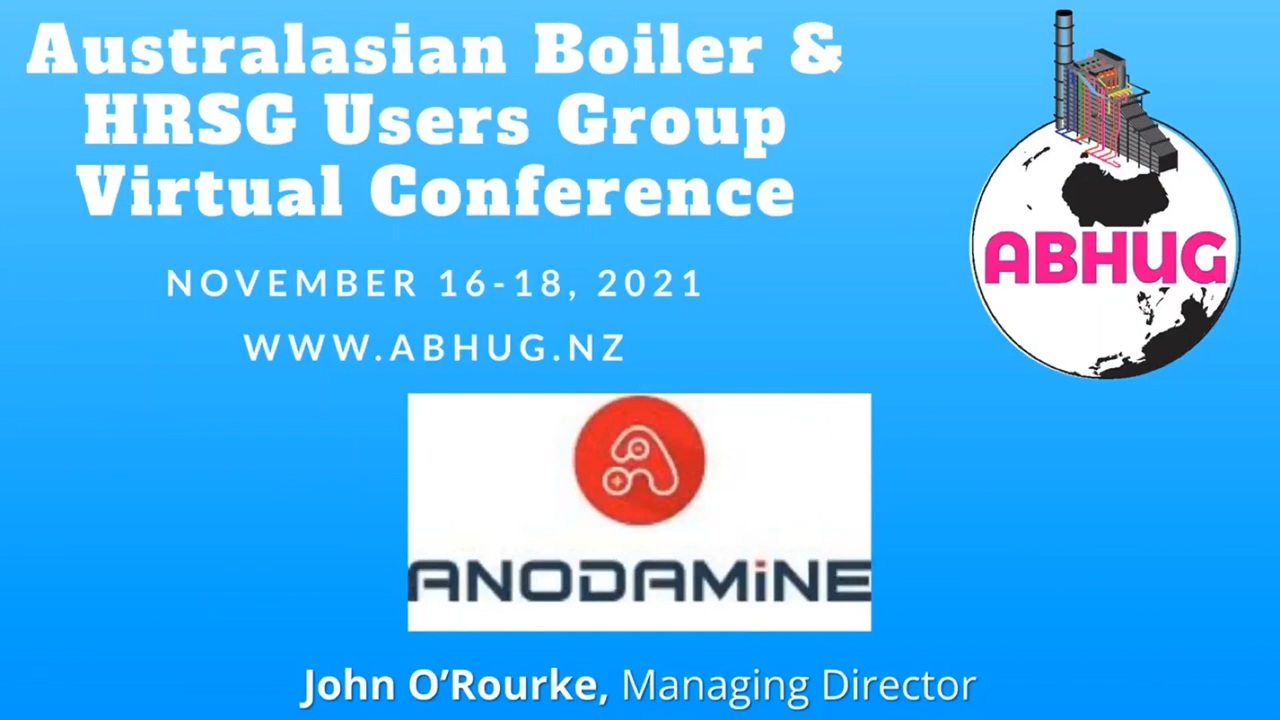 Australasian Boiler &
HRSG Users Group
Virtual Conference
NOVEMBER 16-18, 2021
WWW.ABHUG.NZ
ABHUG
ANODAMiNE
John O’Rourke, Managing Director